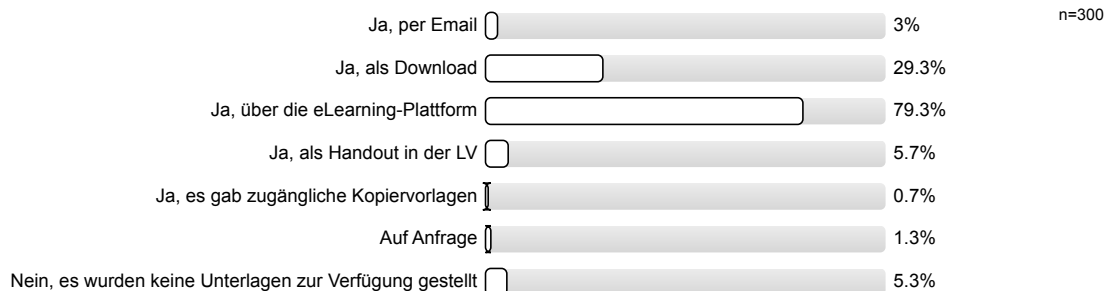 Ja, per Email 3% n=300
Ja, als Download 29.3%
Ja, über die eLearning-Plattform 79.3%
Ja, als Handout in der LV 5.7%
Ja, es gab zugängliche Kopiervorlagen 0.7%
Auf Anfrage 1.3%
Nein, es wurden keine Unterlagen zur Verfügung gestellt 5.3%